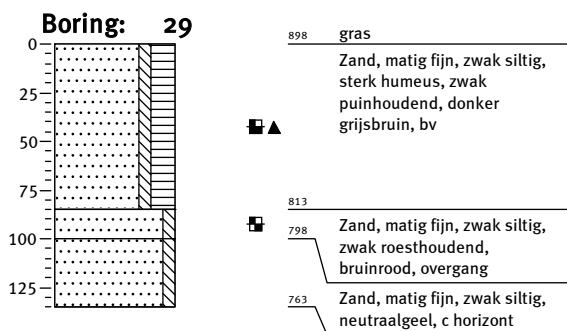 Boring: 29
0
25
50
75
100
125
898 gras
Zand, matig fijn, zwak siltig,
sterk humeus, zwak
puinhoudend, donker
grijsbruin, bv
813
Zand, matig fijn, zwak siltig,
798
zwak roesthoudend,
bruinrood, overgang
763
Zand, matig fijn, zwak siltig,
neutraalgeel, c horizont